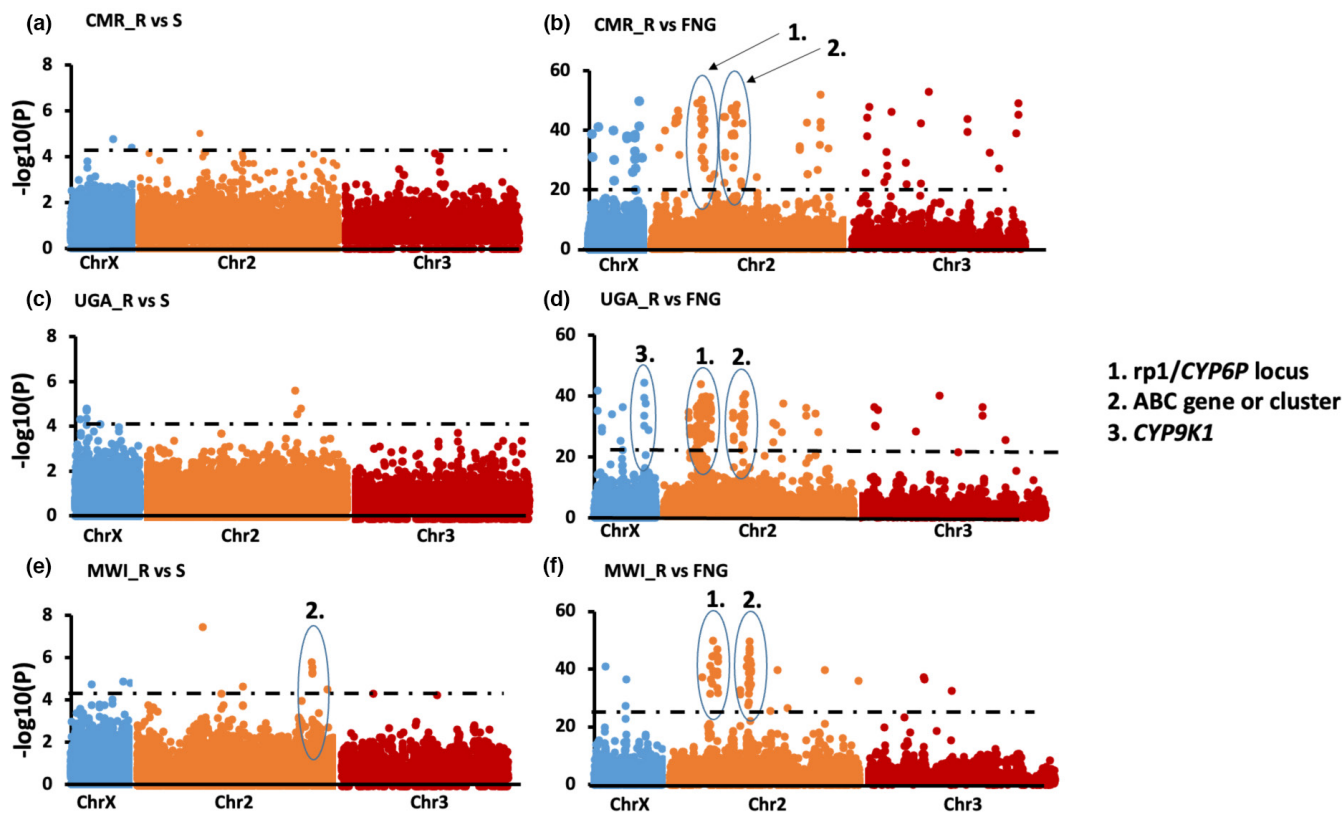 (a) CMR_R vs S
-log10(P)
8
6
4
2
0
ChrX Chr2 Chr3
(b) CMR_R vs FNG
1.
2.
60
40
20
0
ChrX Chr2 Chr3
(c) UGA_R vs S
-log10(P)
8
6
4
2
0
ChrX Chr2 Chr3
(d) UGA_R vs FNG
3. 1. 2.
60
40
20
0
ChrX Chr2 Chr3
1. rp1/CYP6P locus
2. ABC gene or cluster
3. CYP9K1
(e) MWI_R vs S
2.
-log10(P)
8
6
4
2
0
ChrX Chr2 Chr3
(f) MWI_R vs FNG
1. 2.
60
40
20
0
ChrX Chr2 Chr3